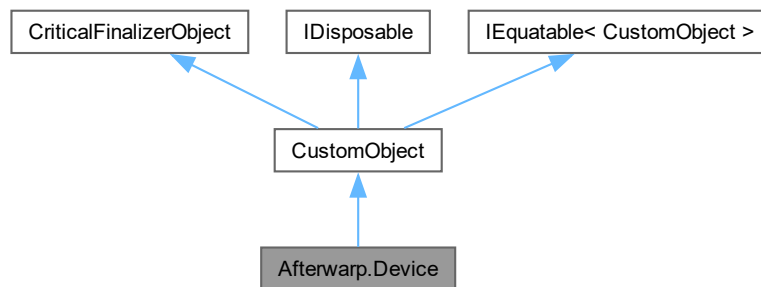 CriticalFinalizerObject
IDisposable
IEquatable< CustomObject >
CustomObject
Afterwarp.Device